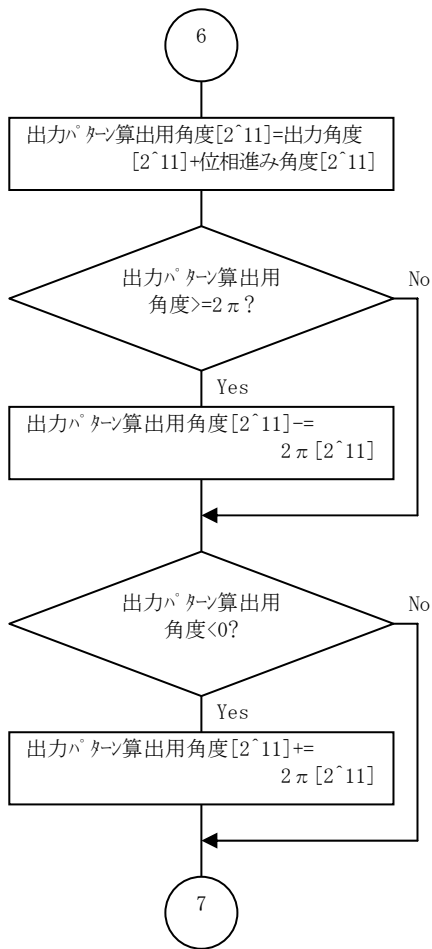 6
出力ﾊﾟﾀｰﾝ算出用角度[2^11]=出力角度
[2^11]+位相進み角度[2^11]
出力ﾊﾟﾀｰﾝ算出用
角度>=2π?
No
Yes
出力ﾊﾟﾀｰﾝ算出用角度[2^11]-=
2π[2^11]
出力ﾊﾟﾀｰﾝ算出用
角度<0?
No
Yes
出力ﾊﾟﾀｰﾝ算出用角度[2^11]+=
2π[2^11]
7